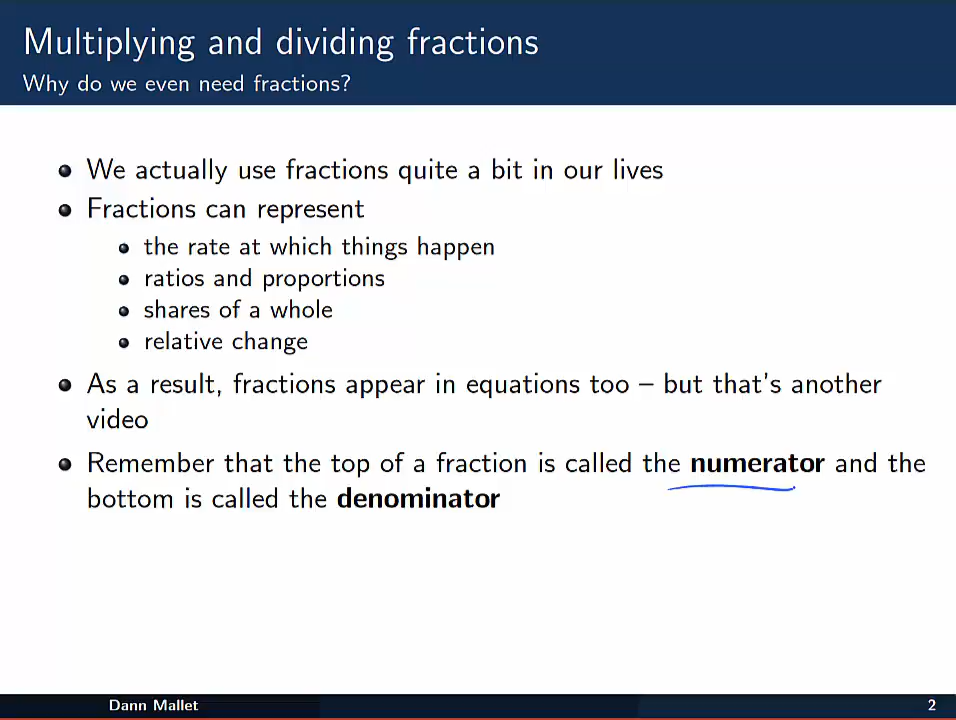 Multiplying and dividing fractions
Why do we even need fractions?
We actually use fractions quite a bit in our lives
Fractions can represent
the rate at which things happen
ratios and proportions
shares of a whole
relative change
As a result, fractions appear in equations too – but that's another
video
Remember that the top of a fraction is called the numerator and the
bottom is called the denominator
Dann Mallet
2